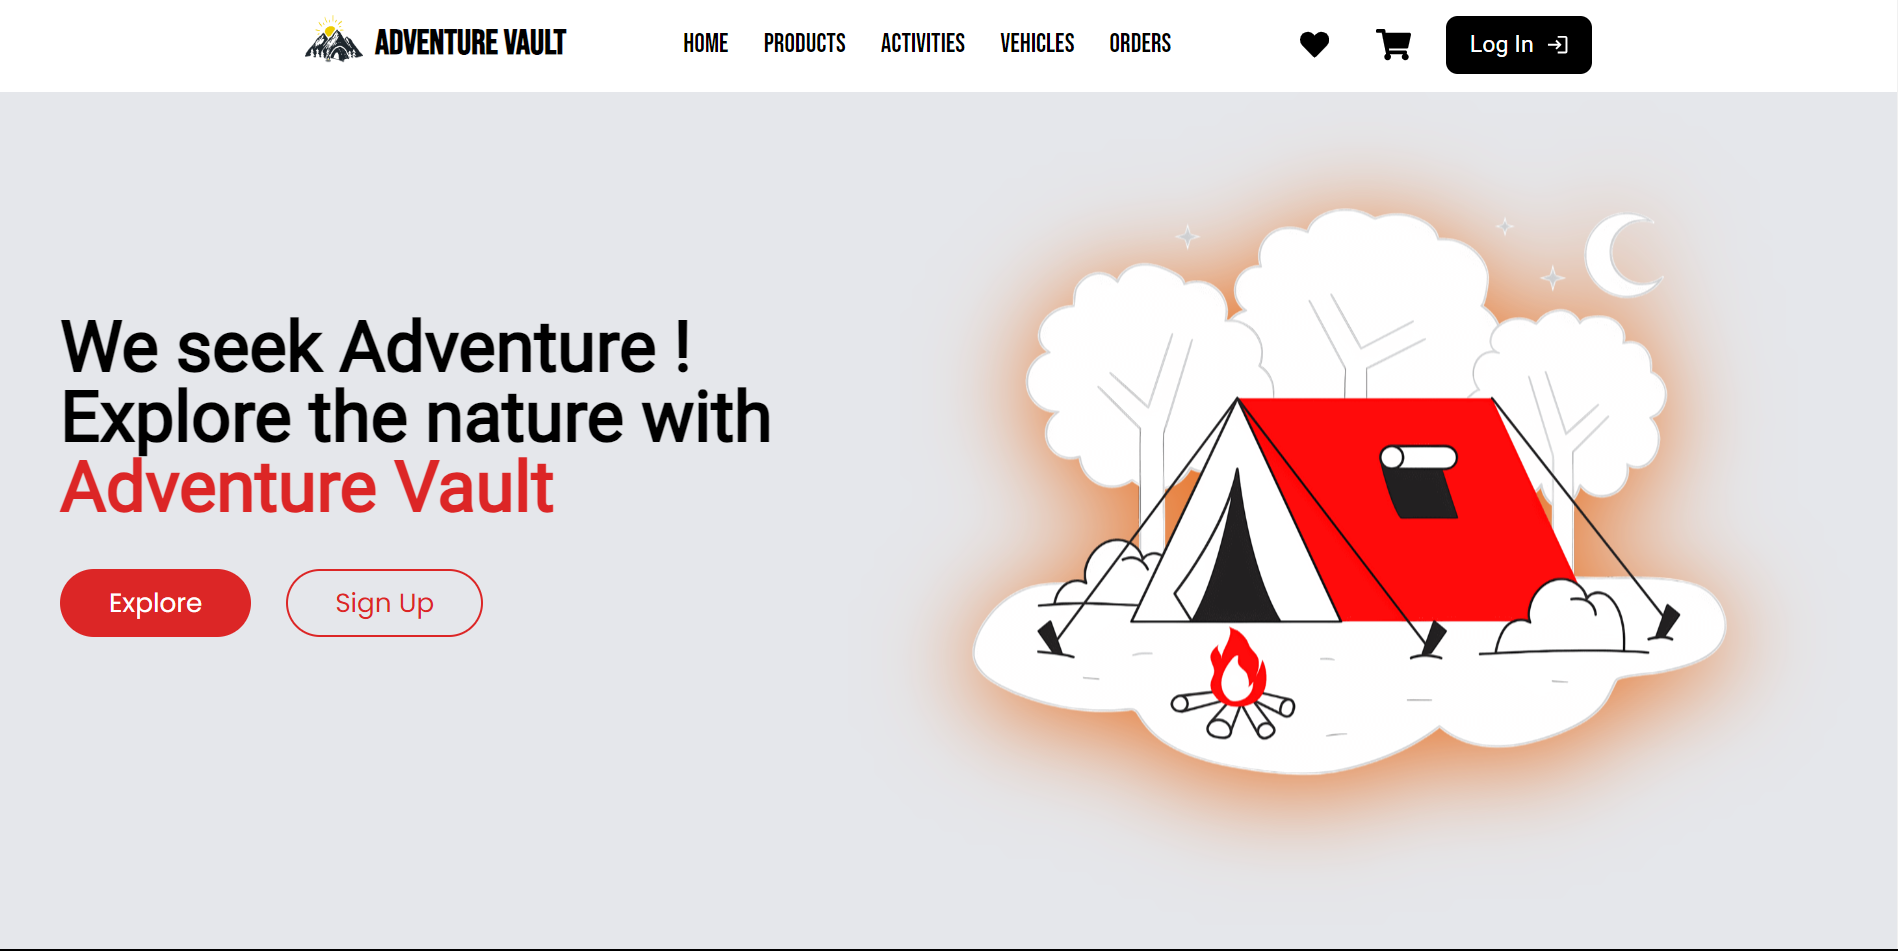 ADVENTURE VAULT
HOME PRODUCTS ACTIVITIES VEHICLES ORDERS
Log In
We seek Adventure !
Explore the nature with
Adventure Vault
Explore
Sign Up